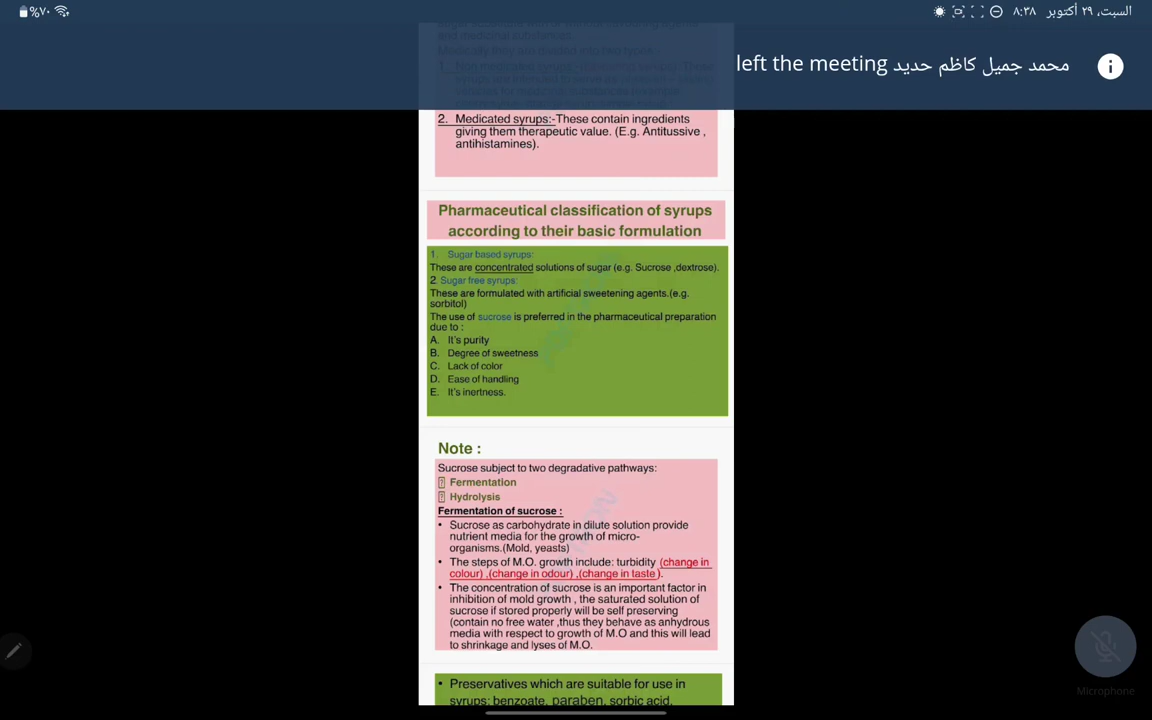 %٧٠
السبت، ٢٩ أكتوبر ٨:٣٨
محمد جميل كاظم حديد left the meeting
and medicinal substances.
2. Medicated syrups:-These contain ingredients
giving them therapeutic value. (E.g. Antitussive ,
antihistamines).
Pharmaceutical classification of syrups
according to their basic formulation
1. Sugar based syrups:
These are concentrated solutions of sugar (e.g. Sucrose ,dextrose).
2. Sugar free syrups:
These are formulated with artificial sweetening agents.(e.g.
sorbitol)
The use of sucrose is preferred in the pharmaceutical preparation
due to :
A. It's purity
B. Degree of sweetness
C. Lack of color
D. Ease of handling
E. It's inertness.
Note :
Sucrose subject to two degradative pathways:
Fermentation
Hydrolysis
Fermentation of sucrose :
• Sucrose as carbohydrate in dilute solution provide
nutrient media for the growth of micro-
organisms.(Mold, yeasts)
• The steps of M.O. growth include: turbidity (change in
colour) ,(change in odour) ,(change in taste).
• The concentration of sucrose is an important factor in
inhibition of mold growth , the saturated solution of
sucrose if stored properly will be self preserving
(contain no free water ,thus they behave as anhydrous
media with respect to growth of M.O and this will lead
to shrinkage and lyses of M.O.
• Preservatives which are suitable for use in
syrups: benzoate, paraben, sorbic acid,
Microphone